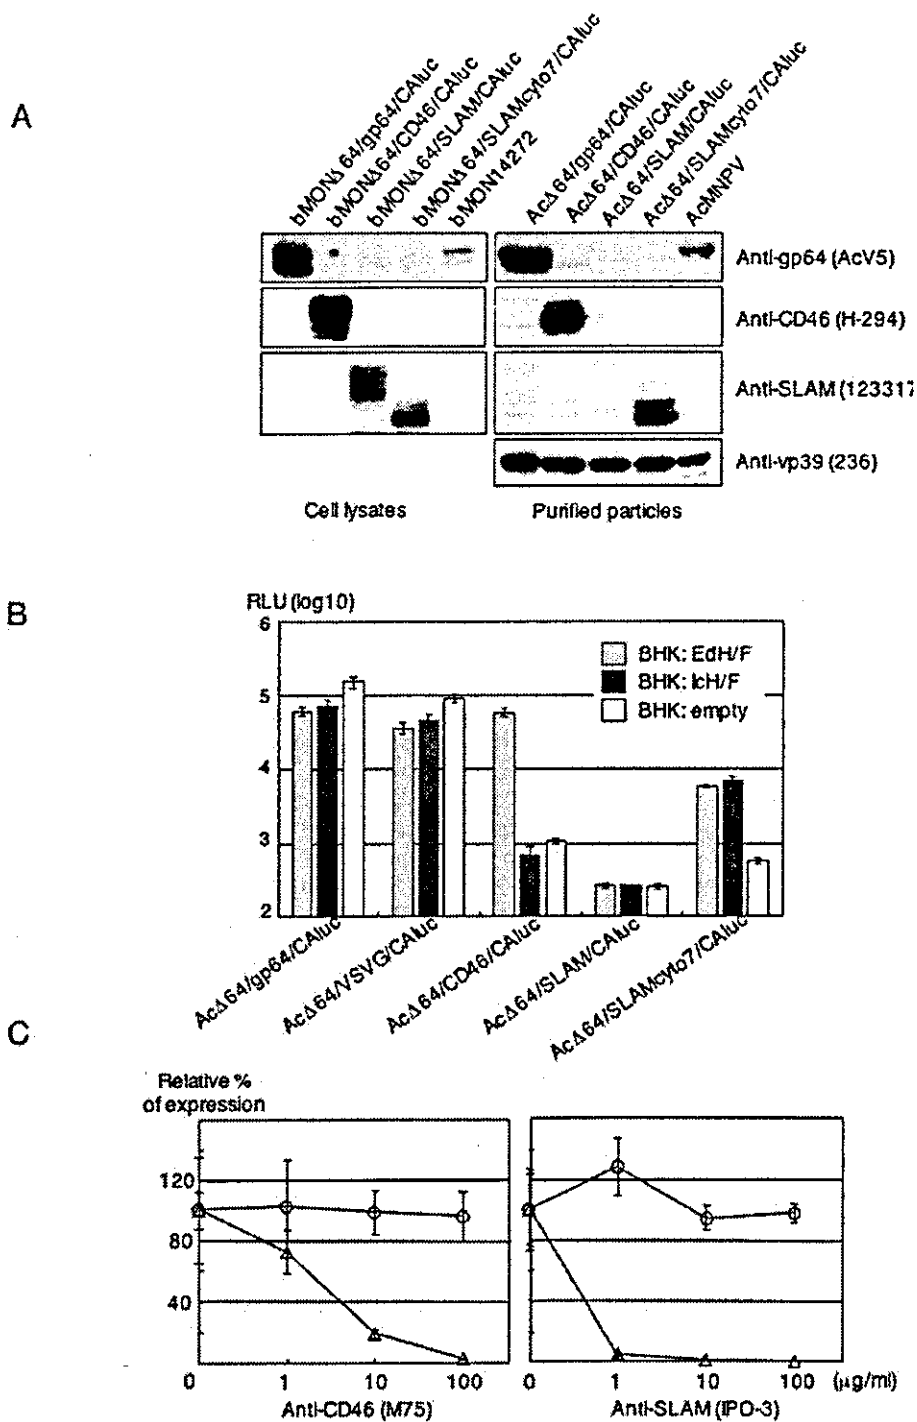 A
bMONΔ64/gp64/CAluc
bMONΔ64/CD46/CAluc
bMONΔ64/SLAM/CAluc
bMONΔ64/SLAMcyto7/CAluc
bMON14272
AcΔ64/gp64/CAluc
AcΔ64/CD46/CAluc
AcΔ64/SLAM/CAluc
AcΔ64/SLAMcyto7/CAluc
AcMNPV
Anti-gp64 (AcV5)
Anti-CD46 (H-294)
Anti-SLAM (123317
Anti-vp39 (236)
Cell lysates
Purified particles
B
RLU (log10)
6
5
4
3
2
BHK: EdH/F
BHK: IcH/F
BHK: empty
AcΔ64/gp64/CAluc
AcΔ64/VSVG/CAluc
AcΔ64/CD46/CAluc
AcΔ64/SLAM/CAluc
AcΔ64/SLAMcyto7/CAluc
C
Relative %
of expression
120
80
40
0 1 10 100
Anti-CD46 (M75)
0 1 10 100 (μg/ml)
Anti-SLAM (IPO-3)